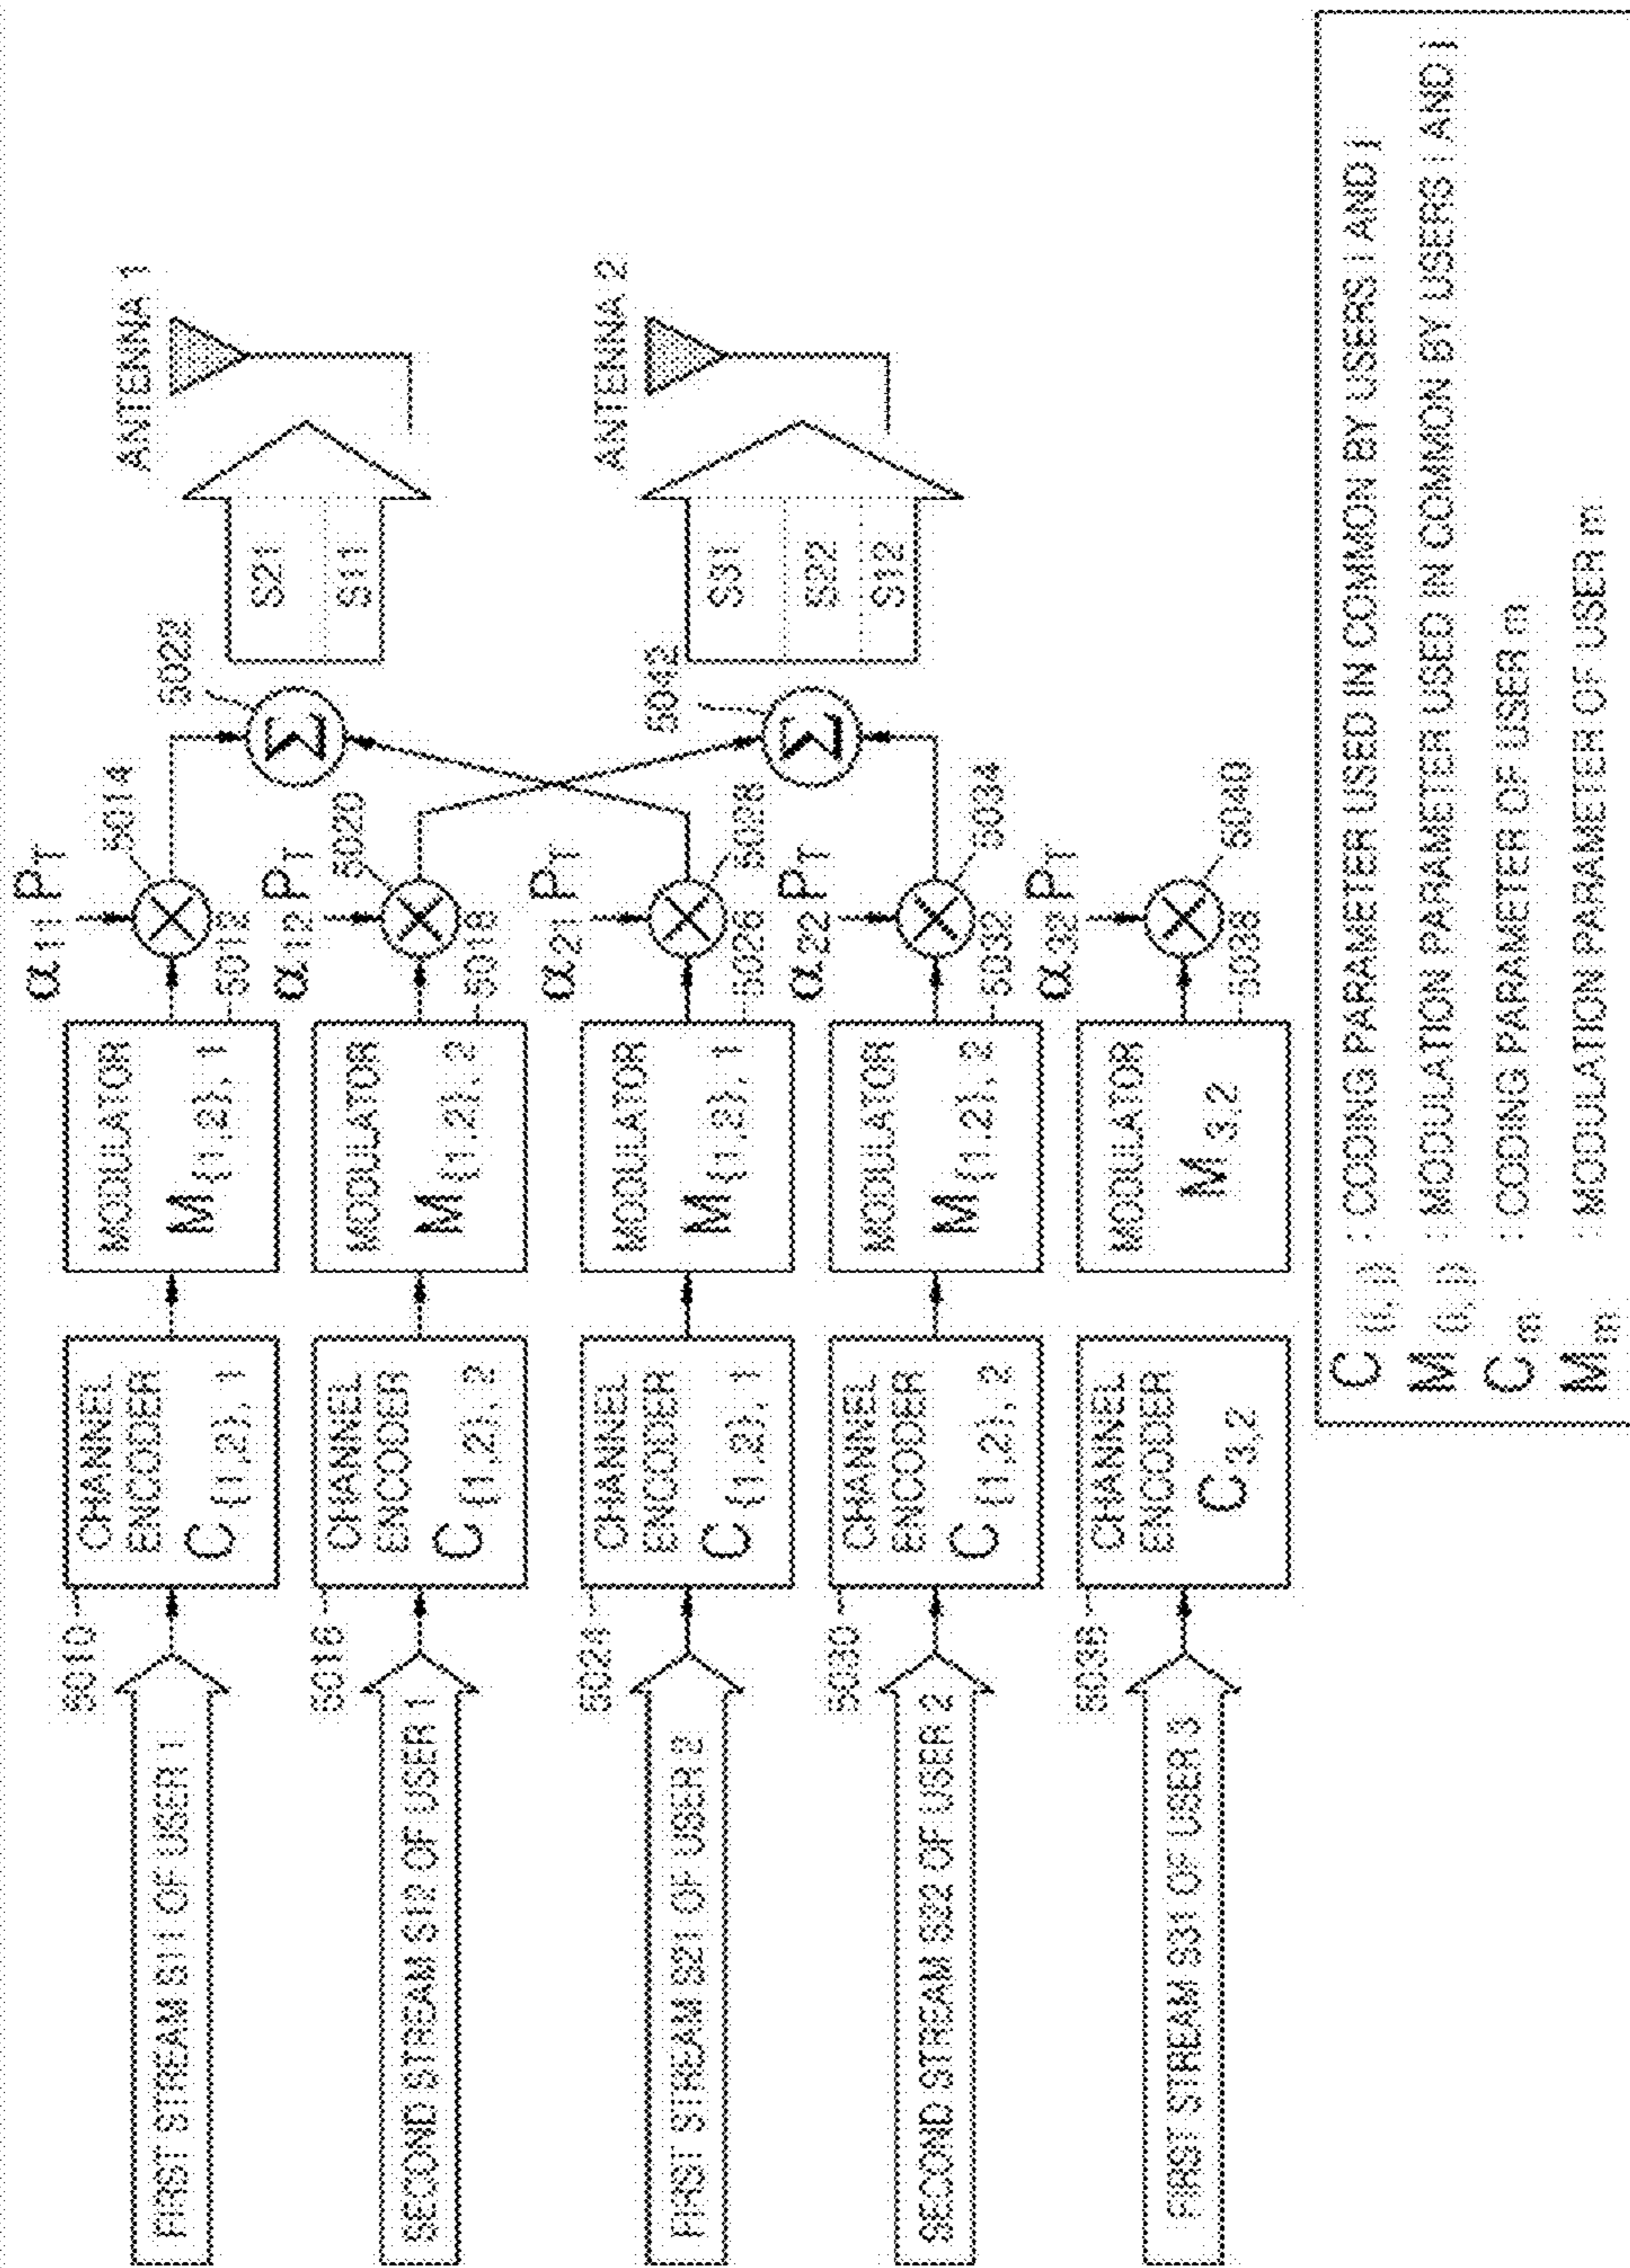 FIRST STREAM S11 OF USER 1
5010
CHANNEL
ENCODER
C (1,2), 1
MODULATOR
M (1,2), 1
5012
α11 PT
5014
5022
S21
S11
ANTENNA 1
SECOND STREAM S12 OF USER 1
5016
CHANNEL
ENCODER
C (1,2), 2
MODULATOR
M (1,2), 2
5018
α12 PT
5020
FIRST STREAM S21 OF USER 2
5024
CHANNEL
ENCODER
C (1,2), 1
MODULATOR
M (1,2), 1
5026
α21 PT
5028
5042
S31
S22
S12
ANTENNA 2
SECOND STREAM S22 OF USER 2
5030
CHANNEL
ENCODER
C (1,2), 2
MODULATOR
M (1,2), 2
5032
α22 PT
5034
FIRST STREAM S31 OF USER 3
5036
CHANNEL
ENCODER
C 3,2
MODULATOR
M 3,2
5038
α32 PT
5040
C (i,j) : CODING PARAMETER USED IN COMMON BY USERS i AND j
M (i,j) : MODULATION PARAMETER USED IN COMMON BY USERS i AND j
C m : CODING PARAMETER OF USER m
M m : MODULATION PARAMETER OF USER m